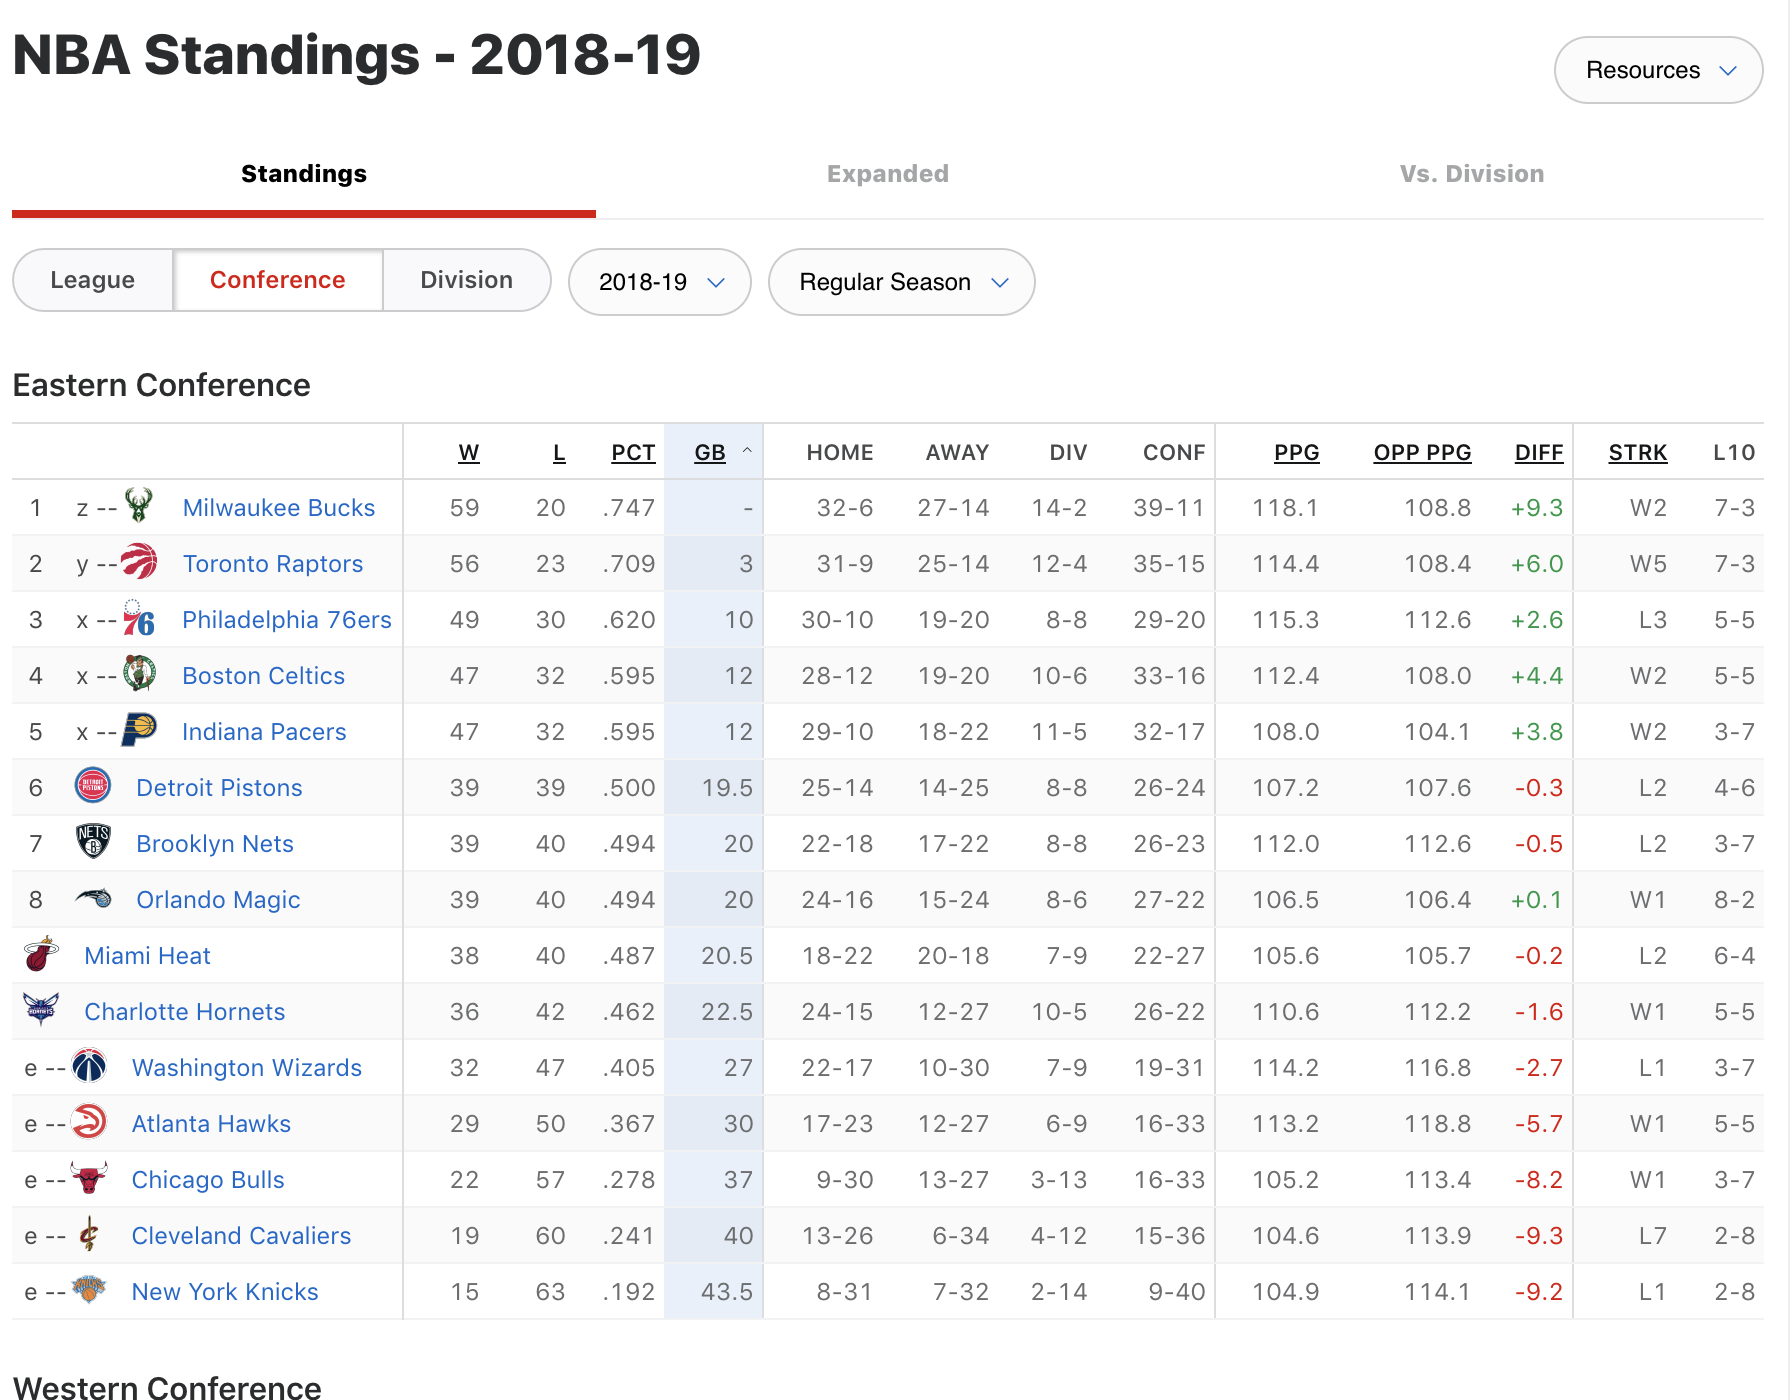 NBA Standings - 2018-19
Resources
Standings Expanded Vs. Division
League Conference Division 2018-19 Regular Season
Eastern Conference
W L PCT GB HOME AWAY DIV CONF PPG OPP PPG DIFF STRK L10
1 z -- Milwaukee Bucks 59 20 .747 - 32-6 27-14 14-2 39-11 118.1 108.8 +9.3 W2 7-3
2 y -- Toronto Raptors 56 23 .709 3 31-9 25-14 12-4 35-15 114.4 108.4 +6.0 W5 7-3
3 x -- 76 Philadelphia 76ers 49 30 .620 10 30-10 19-20 8-8 29-20 115.3 112.6 +2.6 L3 5-5
4 x -- Boston Celtics 47 32 .595 12 28-12 19-20 10-6 33-16 112.4 108.0 +4.4 W2 5-5
5 x -- Indiana Pacers 47 32 .595 12 29-10 18-22 11-5 32-17 108.0 104.1 +3.8 W2 3-7
6 DETROIT PISTONS Detroit Pistons 39 39 .500 19.5 25-14 14-25 8-8 26-24 107.2 107.6 -0.3 L2 4-6
7 NETS B Brooklyn Nets 39 40 .494 20 22-18 17-22 8-8 26-23 112.0 112.6 -0.5 L2 3-7
8 Orlando Magic 39 40 .494 20 24-16 15-24 8-6 27-22 106.5 106.4 +0.1 W1 8-2
Miami Heat 38 40 .487 20.5 18-22 20-18 7-9 22-27 105.6 105.7 -0.2 L2 6-4
HORNETS Charlotte Hornets 36 42 .462 22.5 24-15 12-27 10-5 26-22 110.6 112.2 -1.6 W1 5-5
e -- Washington Wizards 32 47 .405 27 22-17 10-30 7-9 19-31 114.2 116.8 -2.7 L1 3-7
e -- Atlanta Hawks 29 50 .367 30 17-23 12-27 6-9 16-33 113.2 118.8 -5.7 W1 5-5
e -- Chicago Bulls 22 57 .278 37 9-30 13-27 3-13 16-33 105.2 113.4 -8.2 W1 3-7
e -- Cleveland Cavaliers 19 60 .241 40 13-26 6-34 4-12 15-36 104.6 113.9 -9.3 L7 2-8
e -- New York Knicks 15 63 .192 43.5 8-31 7-32 2-14 9-40 104.9 114.1 -9.2 L1 2-8
Western Conference